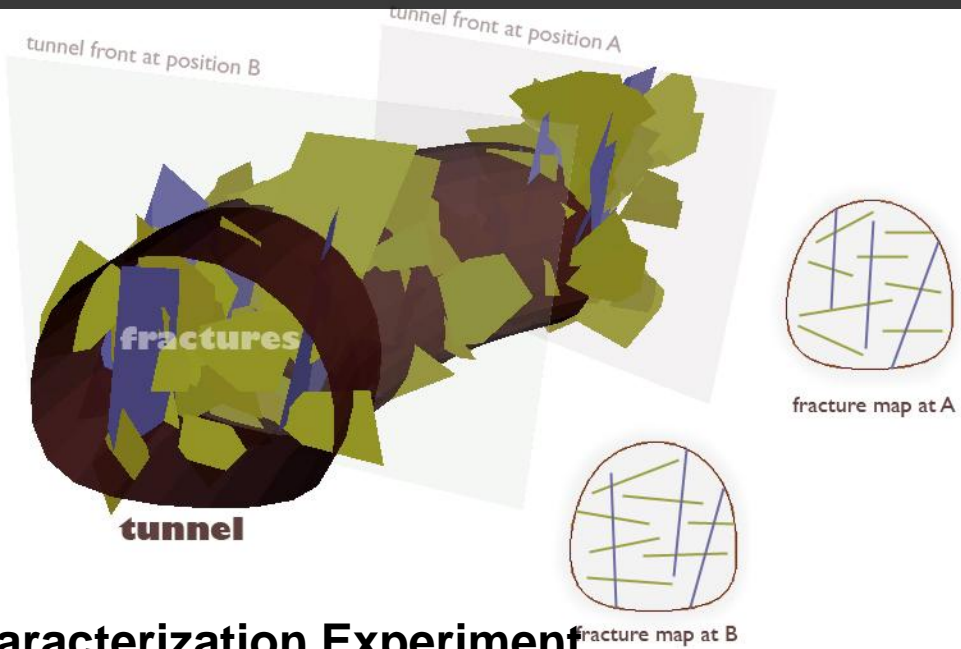 tunnel front at position A
tunnel front at position B
fractures
fracture map at A
tunnel
fracture map at B
aracterization Experiment